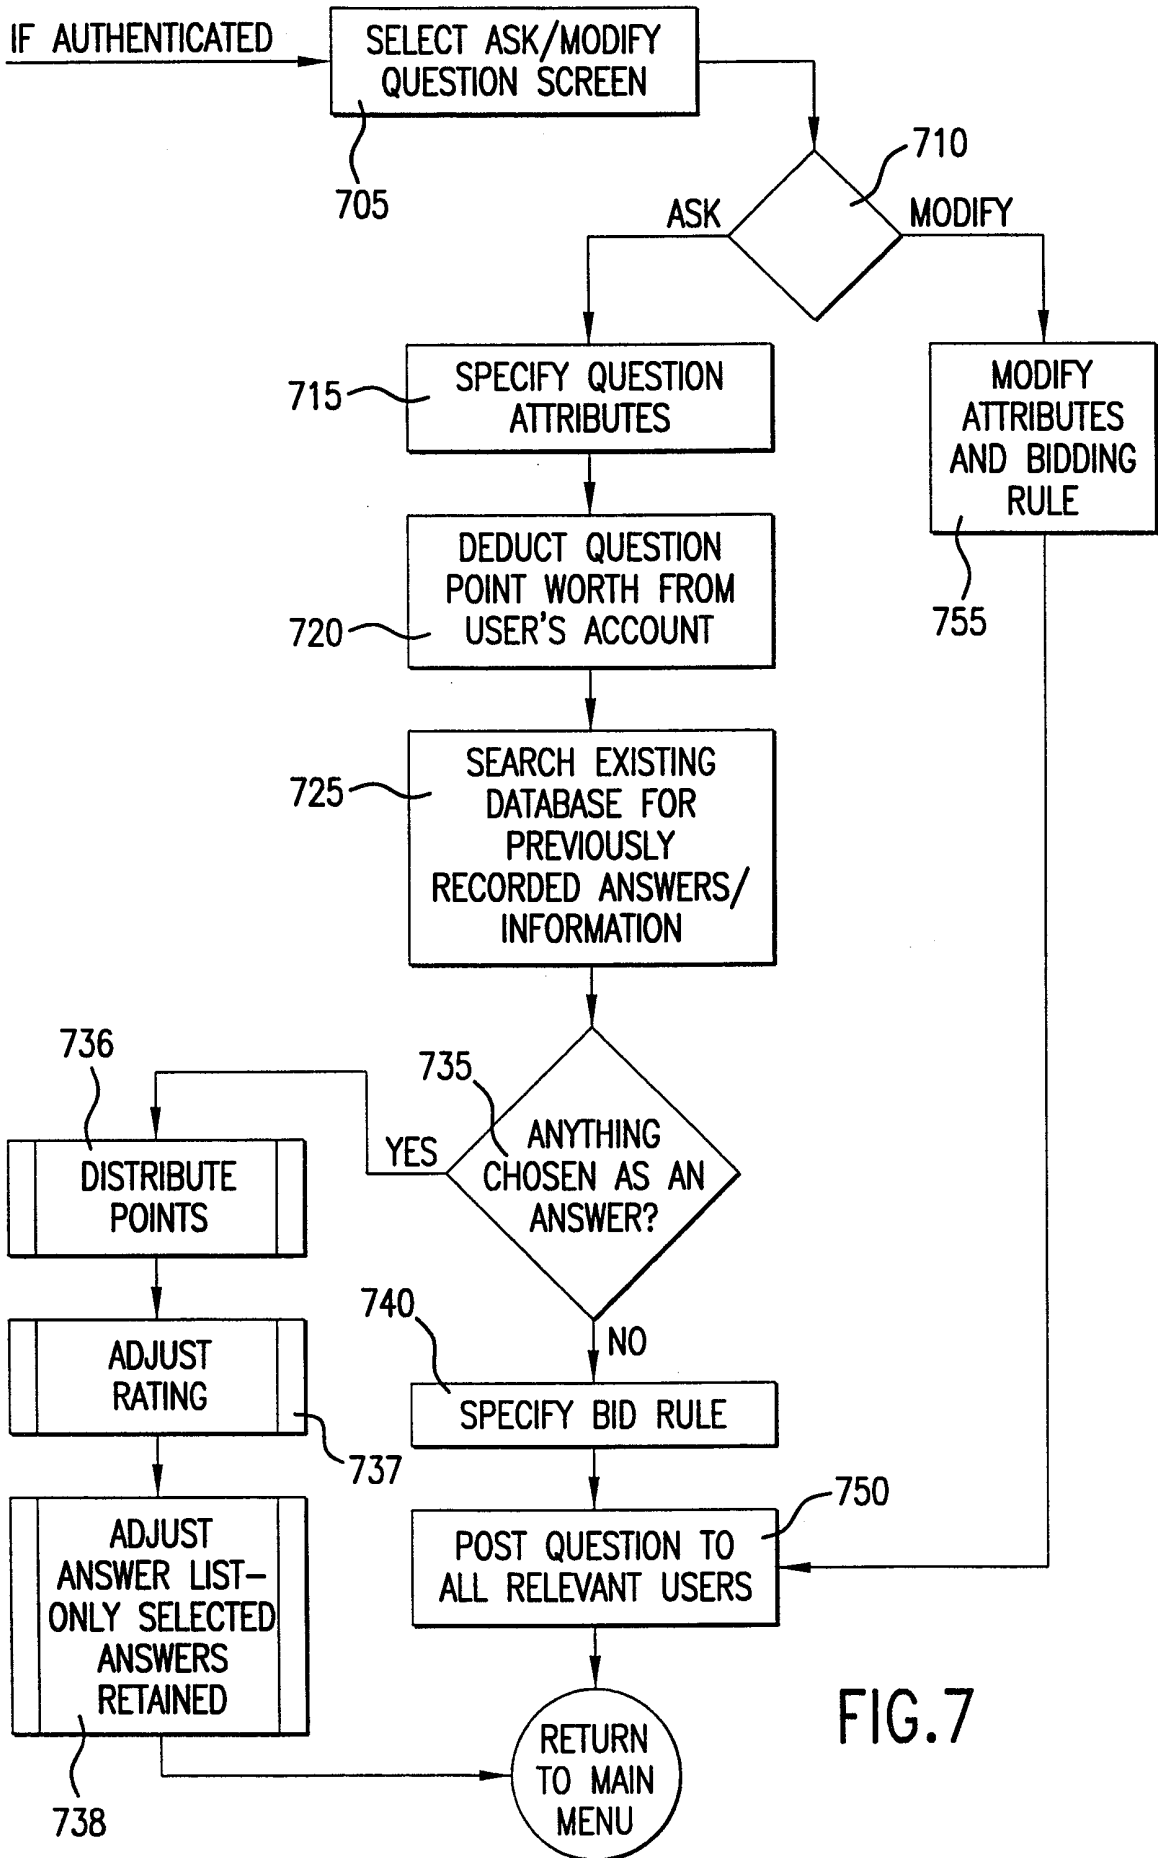 IF AUTHENTICATED
SELECT ASK/MODIFY
QUESTION SCREEN
705
710
ASK
MODIFY
715
SPECIFY QUESTION
ATTRIBUTES
MODIFY
ATTRIBUTES
AND BIDDING
RULE
755
720
DEDUCT QUESTION
POINT WORTH FROM
USER'S ACCOUNT
725
SEARCH EXISTING
DATABASE FOR
PREVIOUSLY
RECORDED ANSWERS/
INFORMATION
735
ANYTHING
CHOSEN AS AN
ANSWER?
YES
NO
736
DISTRIBUTE
POINTS
ADJUST
RATING
737
ADJUST
ANSWER LIST–
ONLY SELECTED
ANSWERS
RETAINED
738
740
SPECIFY BID RULE
750
POST QUESTION TO
ALL RELEVANT USERS
RETURN
TO MAIN
MENU
FIG.7